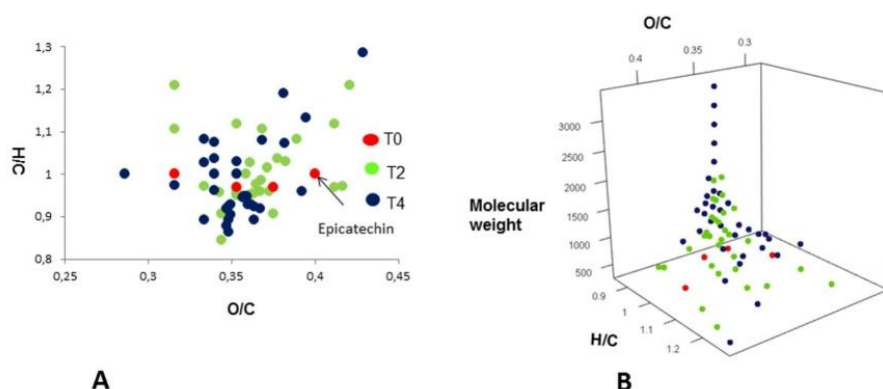 1,3
1,2
1,1
1
0,9
0,8
H/C
0,25
0,3
0,35
0,4
0,45
O/C
T0
T2
T4
Epicatechin
A
O/C
0.4
0.35
0.3
3000
2500
2000
1500
1000
500
Molecular
weight
0.9
1
1.1
1.2
H/C
B